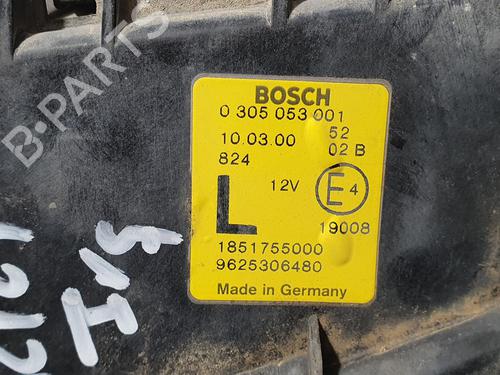 B-PARTS
BOSCH
0 305 053 001
10.03.00 52
824 02 B
L 12V E 4
19008
1851755000
9625306480
Made in Germany